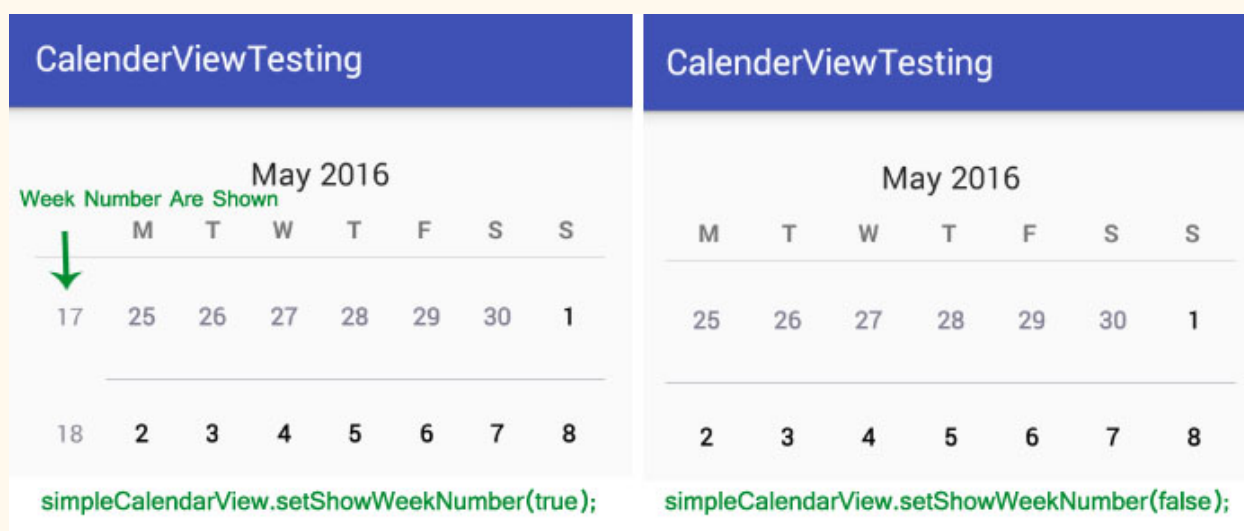 CalenderViewTesting
May 2016
Week Number Are Shown
M T W T F S S
17 25 26 27 28 29 30 1
18 2 3 4 5 6 7 8
simpleCalendarView.setShowWeekNumber(true);
CalenderViewTesting
May 2016
M T W T F S S
25 26 27 28 29 30 1
2 3 4 5 6 7 8
simpleCalendarView.setShowWeekNumber(false);